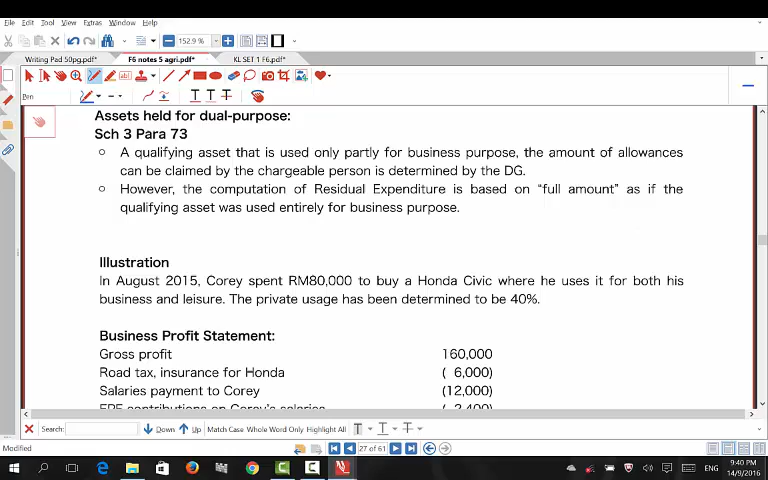 File Edit Tool View Extras Window Help
152.9 %
Writing Pad 50pg.pdf* F6 notes 5 agri.pdf* KL SET 1 F6.pdf*
Pen
Assets held for dual-purpose:
Sch 3 Para 73
○ A qualifying asset that is used only partly for business purpose, the amount of allowances
can be claimed by the chargeable person is determined by the DG.
○ However, the computation of Residual Expenditure is based on “full amount” as if the
qualifying asset was used entirely for business purpose.
Illustration
In August 2015, Corey spent RM80,000 to buy a Honda Civic where he uses it for both his
business and leisure. The private usage has been determined to be 40%.
Business Profit Statement:
Gross profit 160,000
Road tax, insurance for Honda ( 6,000)
Salaries payment to Corey (12,000)
EPF contributions on Corey's salaries ( 2,400)
Search: Down Up Match Case Whole Word Only Highlight All
Modified 27 of 61
ENG 9:40 PM
14/9/2016